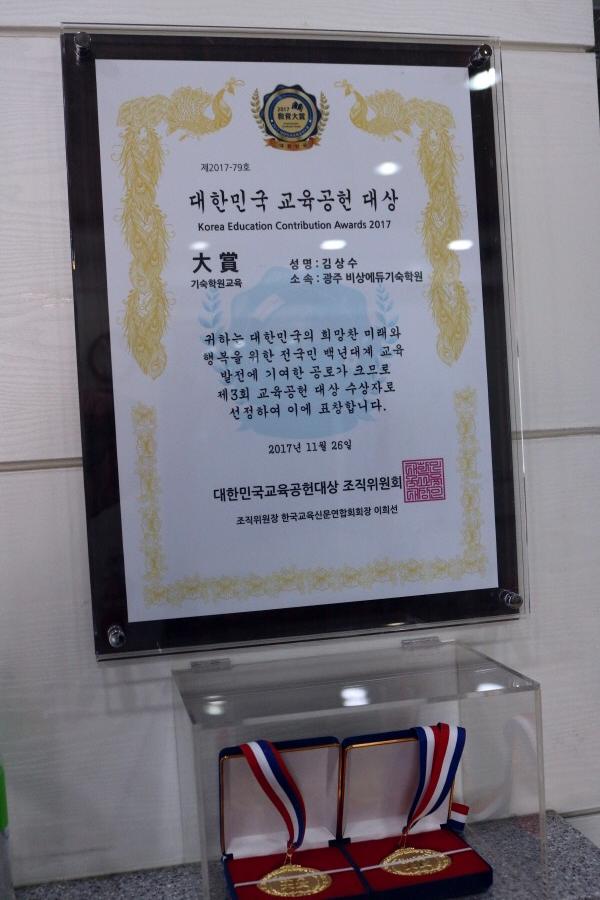 2017
教育大賞
제2017-79호
대한민국 교육공헌 대상
Korea Education Contribution Awards 2017
大賞
기숙학원교육
성 명 : 김 상 수
소 속 : 광주 비상에듀기숙학원
귀하는 대한민국의 희망찬 미래와
행복을 위한 전국민 백년대계 교육
발전에 기여한 공로가 크므로
제3회 교육공헌 대상 수상자로
선정하여 이에 표창합니다.
2017년 11월 26일
대한민국교육공헌대상 조직위원회
조직위원장 한국교육신문연합회회장 이희선